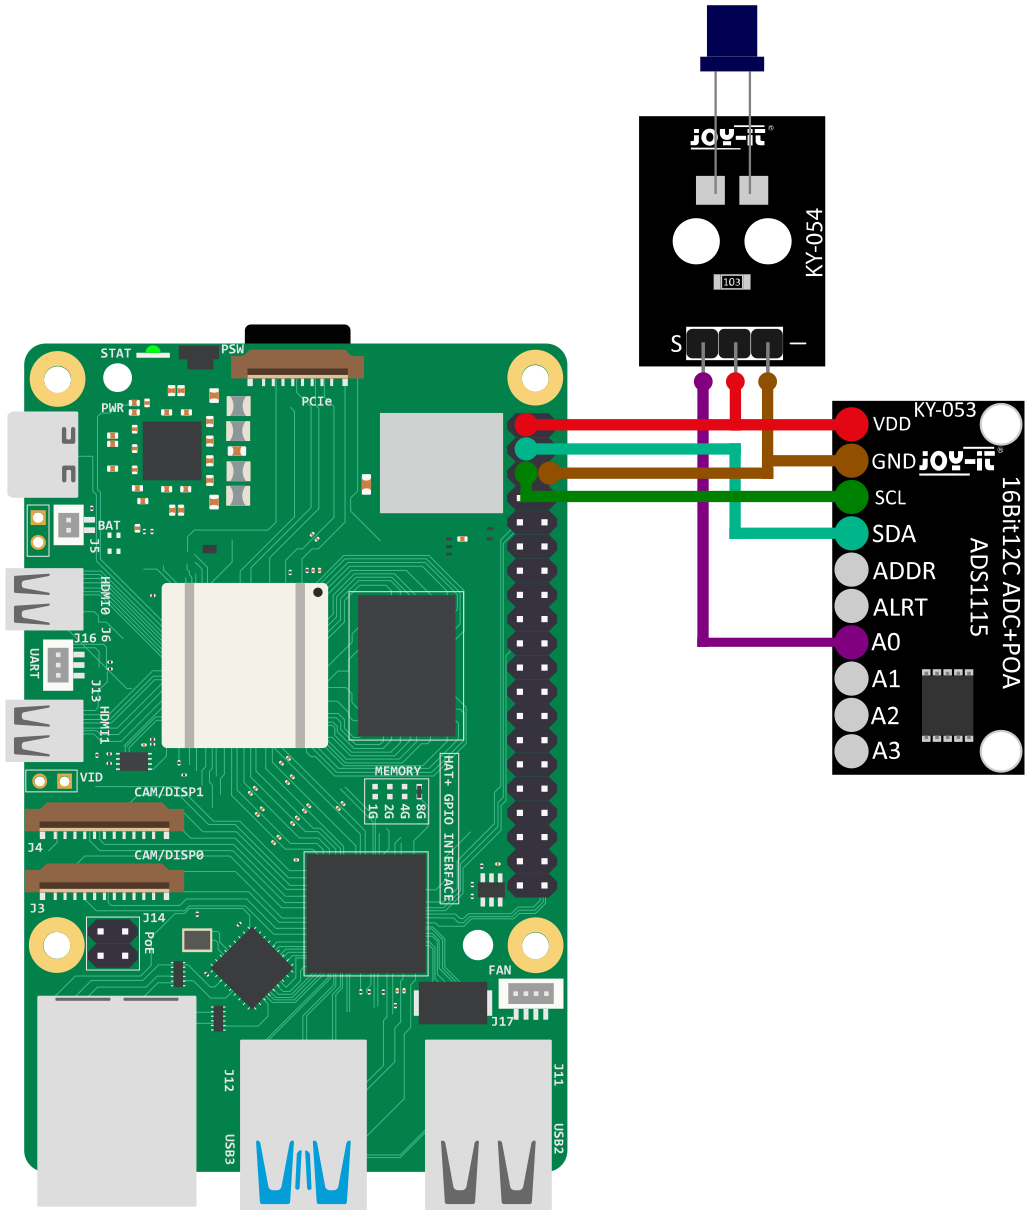 JOY-iT®
KY-054
103
S
—
STAT
PSW
PWR
PCIe
BAT
J5
HDMI0
J6
J16
UART
J13
HDMI1
VID
CAM/DISP1
J4
CAM/DISP0
J3
J14
PoE
MEMORY
1G
2G
4G
8G
HAT+ GPIO INTERFACE
FAN
J17
J12
USB3
J11
USB2
KY-053
VDD
GND
JOY-iT®
SCL
SDA
ADDR
ALRT
A0
A1
A2
A3
16Bit12C ADC+POA
ADS1115